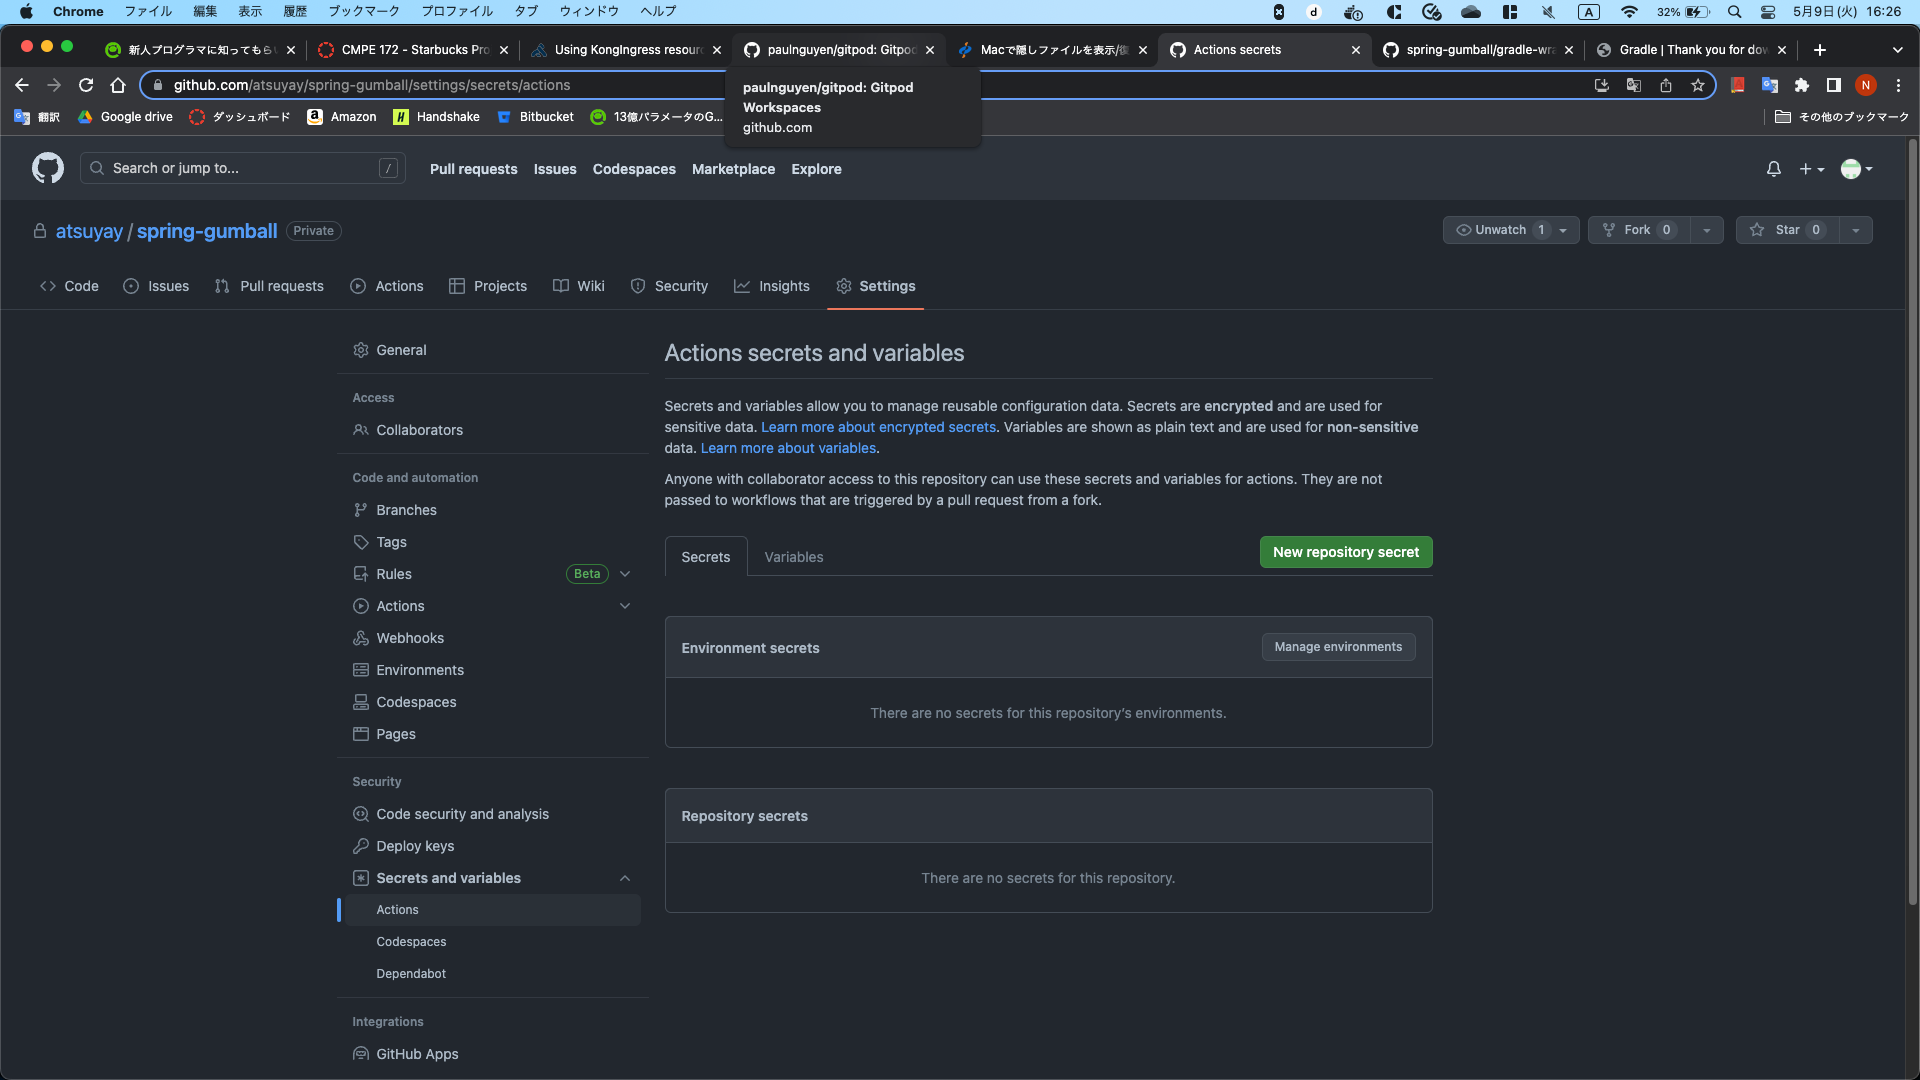 Chrome ファイル 編集 表示 履歴 ブックマーク プロファイル タブ ウィンドウ ヘルプ d A 32% 5月9日(火) 16:26
新人プログラマに知ってもらい CMPE 172 - Starbucks Pro Using KongIngress resourc paulnguyen/gitpod: Gitpod Macで隠しファイルを表示/復 Actions secrets spring-gumball/gradle-wra Gradle | Thank you for dow
github.com/atsuyay/spring-gumball/settings/secrets/actions N
paulnguyen/gitpod: Gitpod
Workspaces
github.com
翻訳 Google drive ダッシュボード Amazon Handshake Bitbucket 13億パラメータのG... その他のブックマーク
Search or jump to... / Pull requests Issues Codespaces Marketplace Explore
atsuyay / spring-gumball Private Unwatch 1 Fork 0 Star 0
Code Issues Pull requests Actions Projects Wiki Security Insights Settings
General
Access
Collaborators
Code and automation
Branches
Tags
Rules Beta
Actions
Webhooks
Environments
Codespaces
Pages
Security
Code security and analysis
Deploy keys
Secrets and variables
Actions
Codespaces
Dependabot
Integrations
GitHub Apps
Actions secrets and variables
Secrets and variables allow you to manage reusable configuration data. Secrets are encrypted and are used for
sensitive data. Learn more about encrypted secrets. Variables are shown as plain text and are used for non-sensitive
data. Learn more about variables.
Anyone with collaborator access to this repository can use these secrets and variables for actions. They are not
passed to workflows that are triggered by a pull request from a fork.
Secrets Variables New repository secret
Environment secrets Manage environments
There are no secrets for this repository’s environments.
Repository secrets
There are no secrets for this repository.